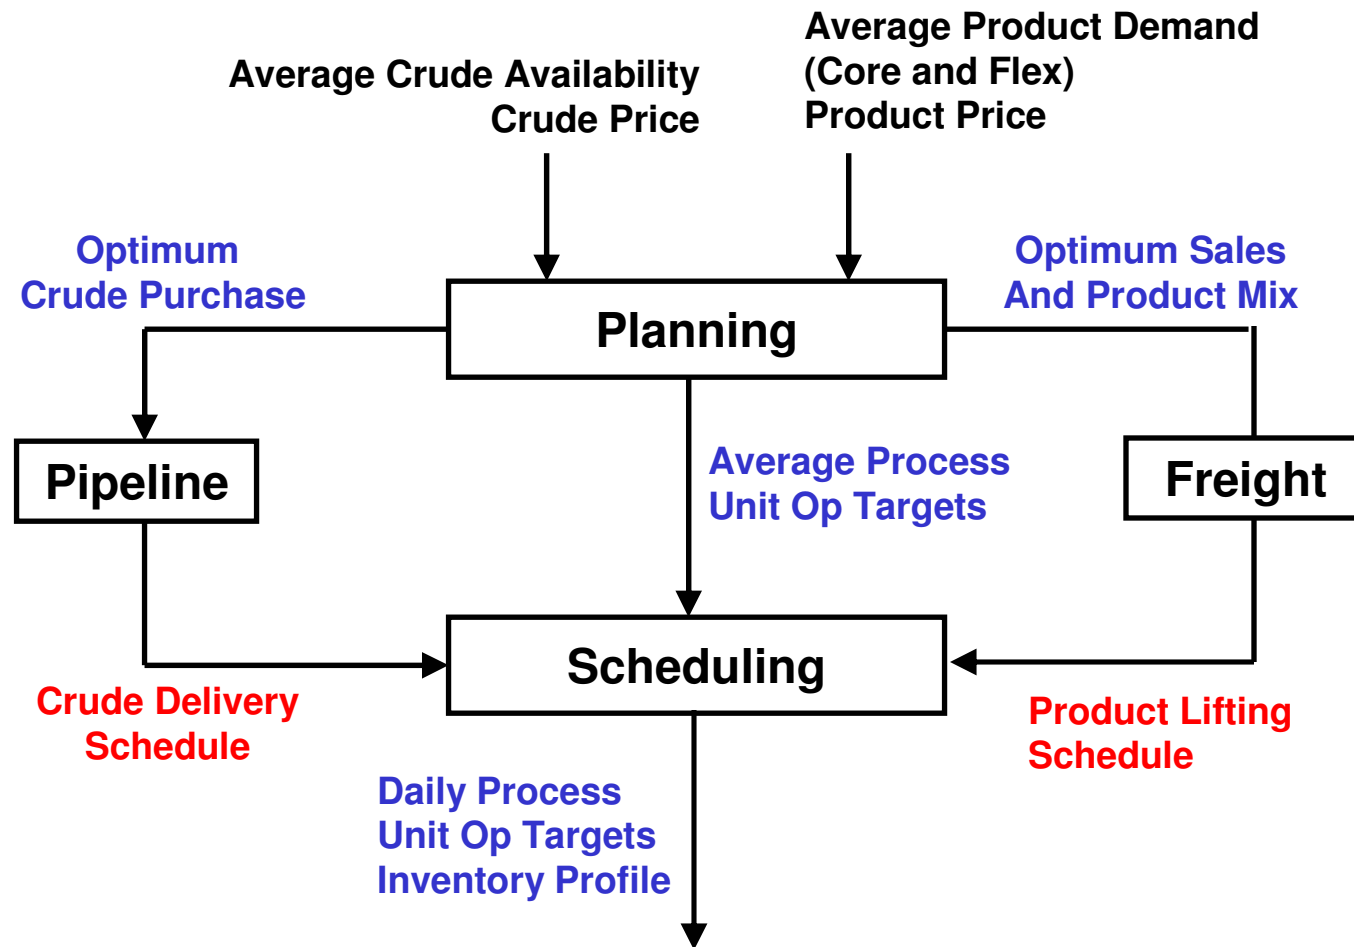 Average Crude Availability
Crude Price
Average Product Demand
(Core and Flex)
Product Price
Optimum
Crude Purchase
Optimum Sales
And Product Mix
Planning
Pipeline
Average Process
Unit Op Targets
Freight
Scheduling
Crude Delivery
Schedule
Product Lifting
Schedule
Daily Process
Unit Op Targets
Inventory Profile